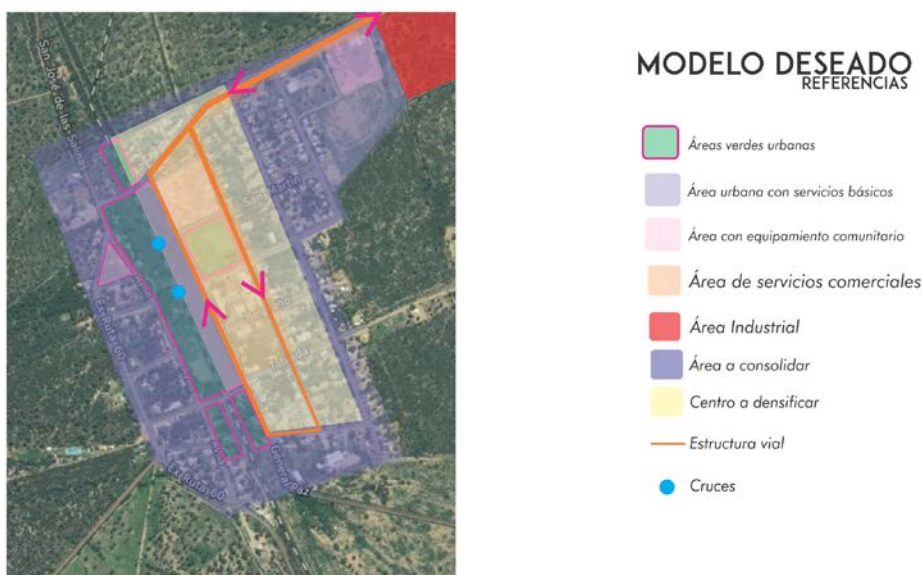 MODELO DESEADO
REFERENCIAS
Áreas verdes urbanas
Área urbana con servicios básicos
Área con equipamiento comunitario
Área de servicios comerciales
Área Industrial
Área a consolidar
Centro a densificar
Estructura vial
Cruces
San José de las Salinas
San Martín
Ex Ruta 60
Ex Ruta 60
General Paz